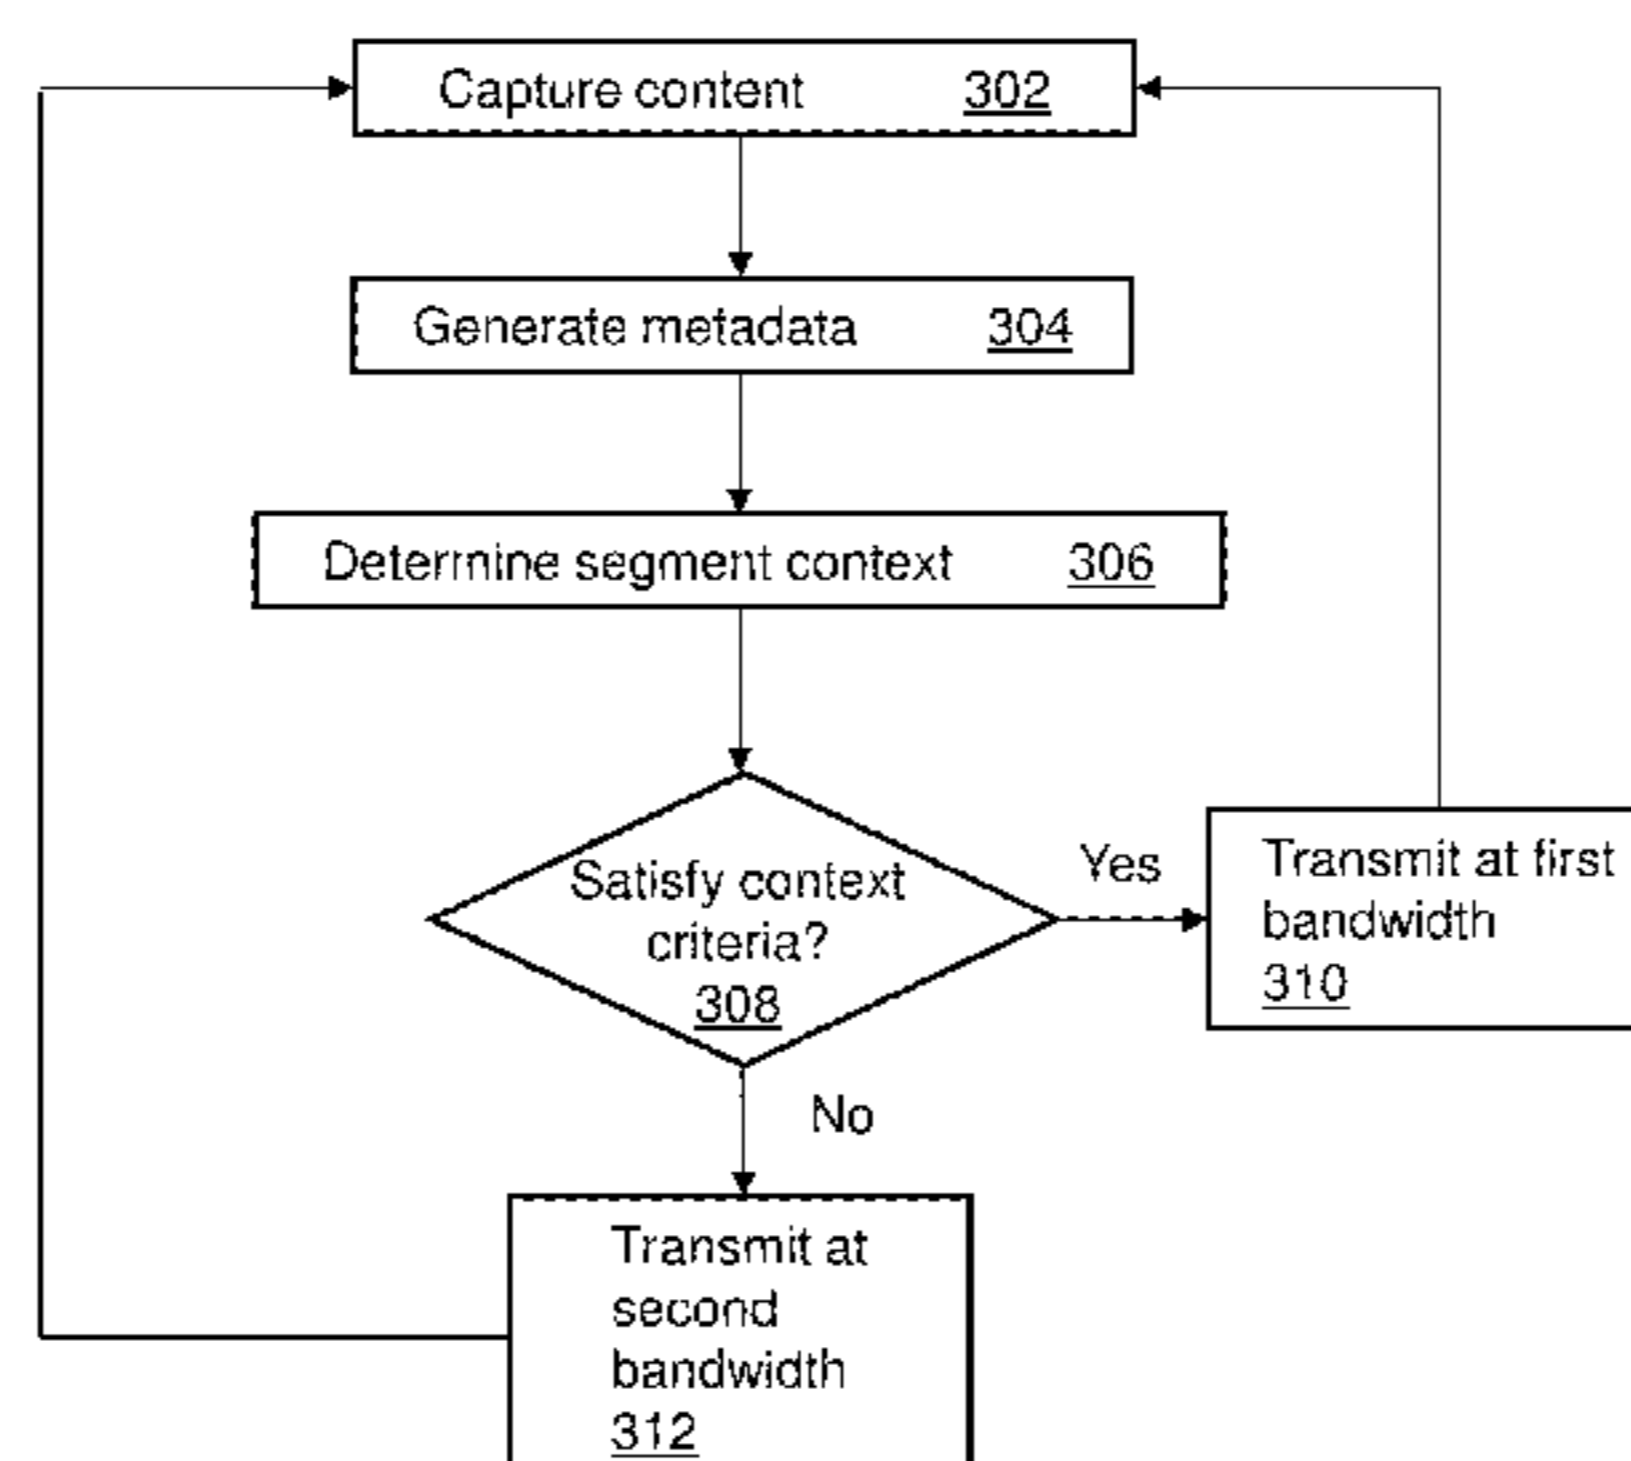 Capture content 302
Generate metadata 304
Determine segment context 306
Satisfy context
criteria?
308
Yes
Transmit at first
bandwidth
310
No
Transmit at
second
bandwidth
312